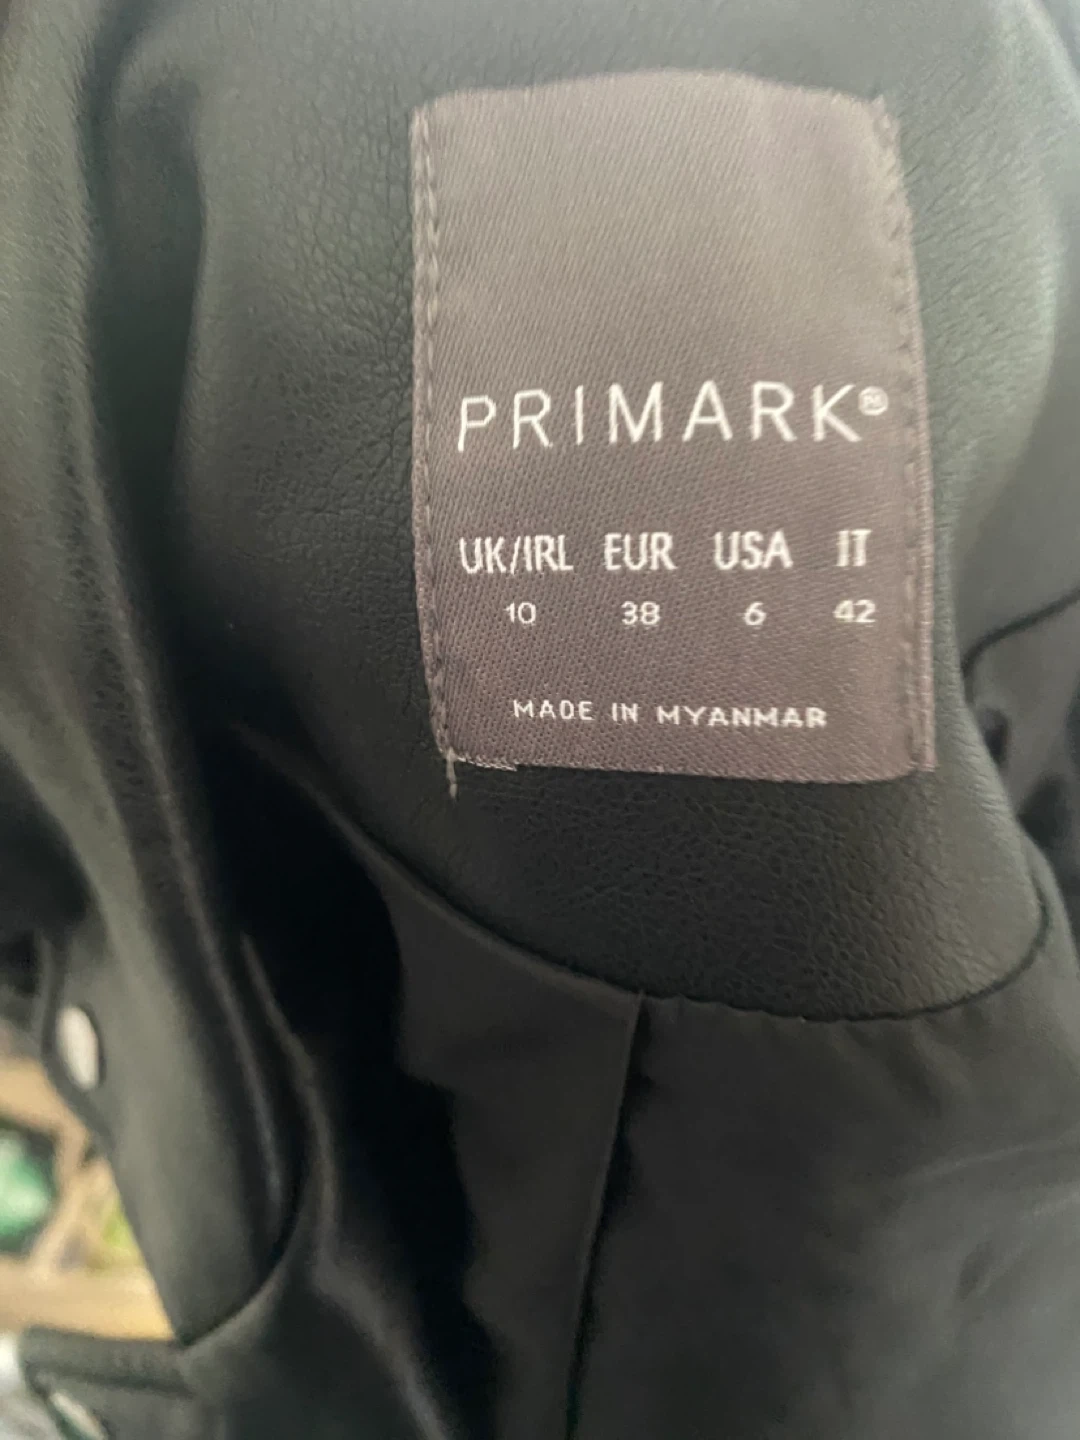 PRIMARK®
UK/IRL EUR USA IT
10 38 6 42
MADE IN MYANMAR